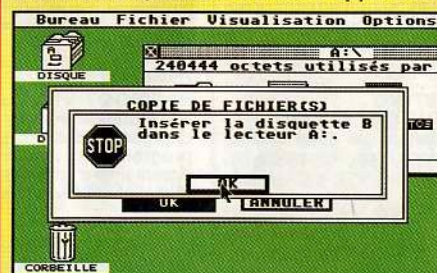 Bureau Fichier Visualisation Options
A:\
240444 octets utilisés par
DISQUE
COPIE DE FICHIER(S)
STOP
Insérer la disquette B
dans le lecteur A:.
D
TOS
OK
OK
ANNULER
CORBEILLE